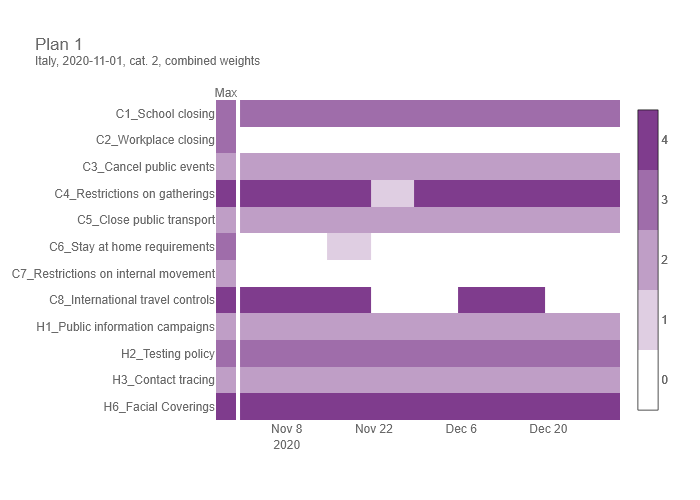 Plan 1
Italy, 2020-11-01, cat. 2, combined weights
Max
C1_School closing
C2_Workplace closing
C3_Cancel public events
C4_Restrictions on gatherings
C5_Close public transport
C6_Stay at home requirements
C7_Restrictions on internal movement
C8_International travel controls
H1_Public information campaigns
H2_Testing policy
H3_Contact tracing
H6_Facial Coverings
Nov 8 Nov 22 Dec 6 Dec 20
2020
4
3
2
1
0